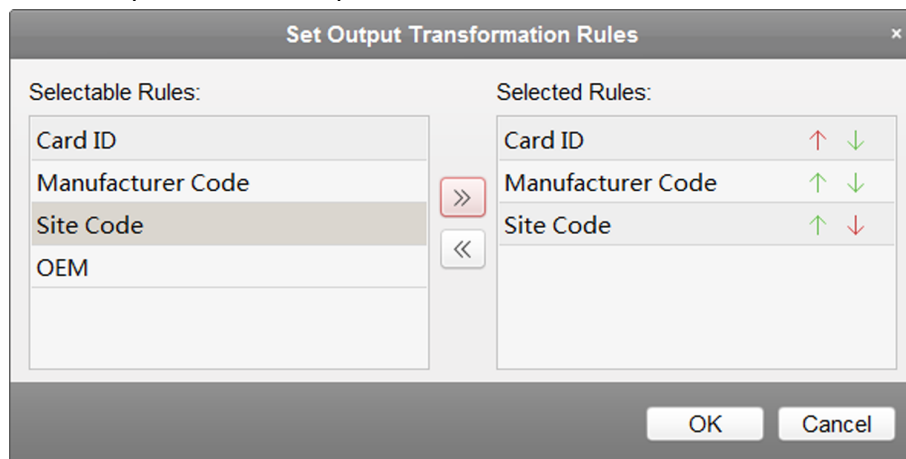 Set Output Transformation Rules ×
Selectable Rules:
Card ID
Manufacturer Code
Site Code
OEM
Selected Rules:
Card ID ↑ ↓
Manufacturer Code ↑ ↓
Site Code ↑ ↓
OK
Cancel